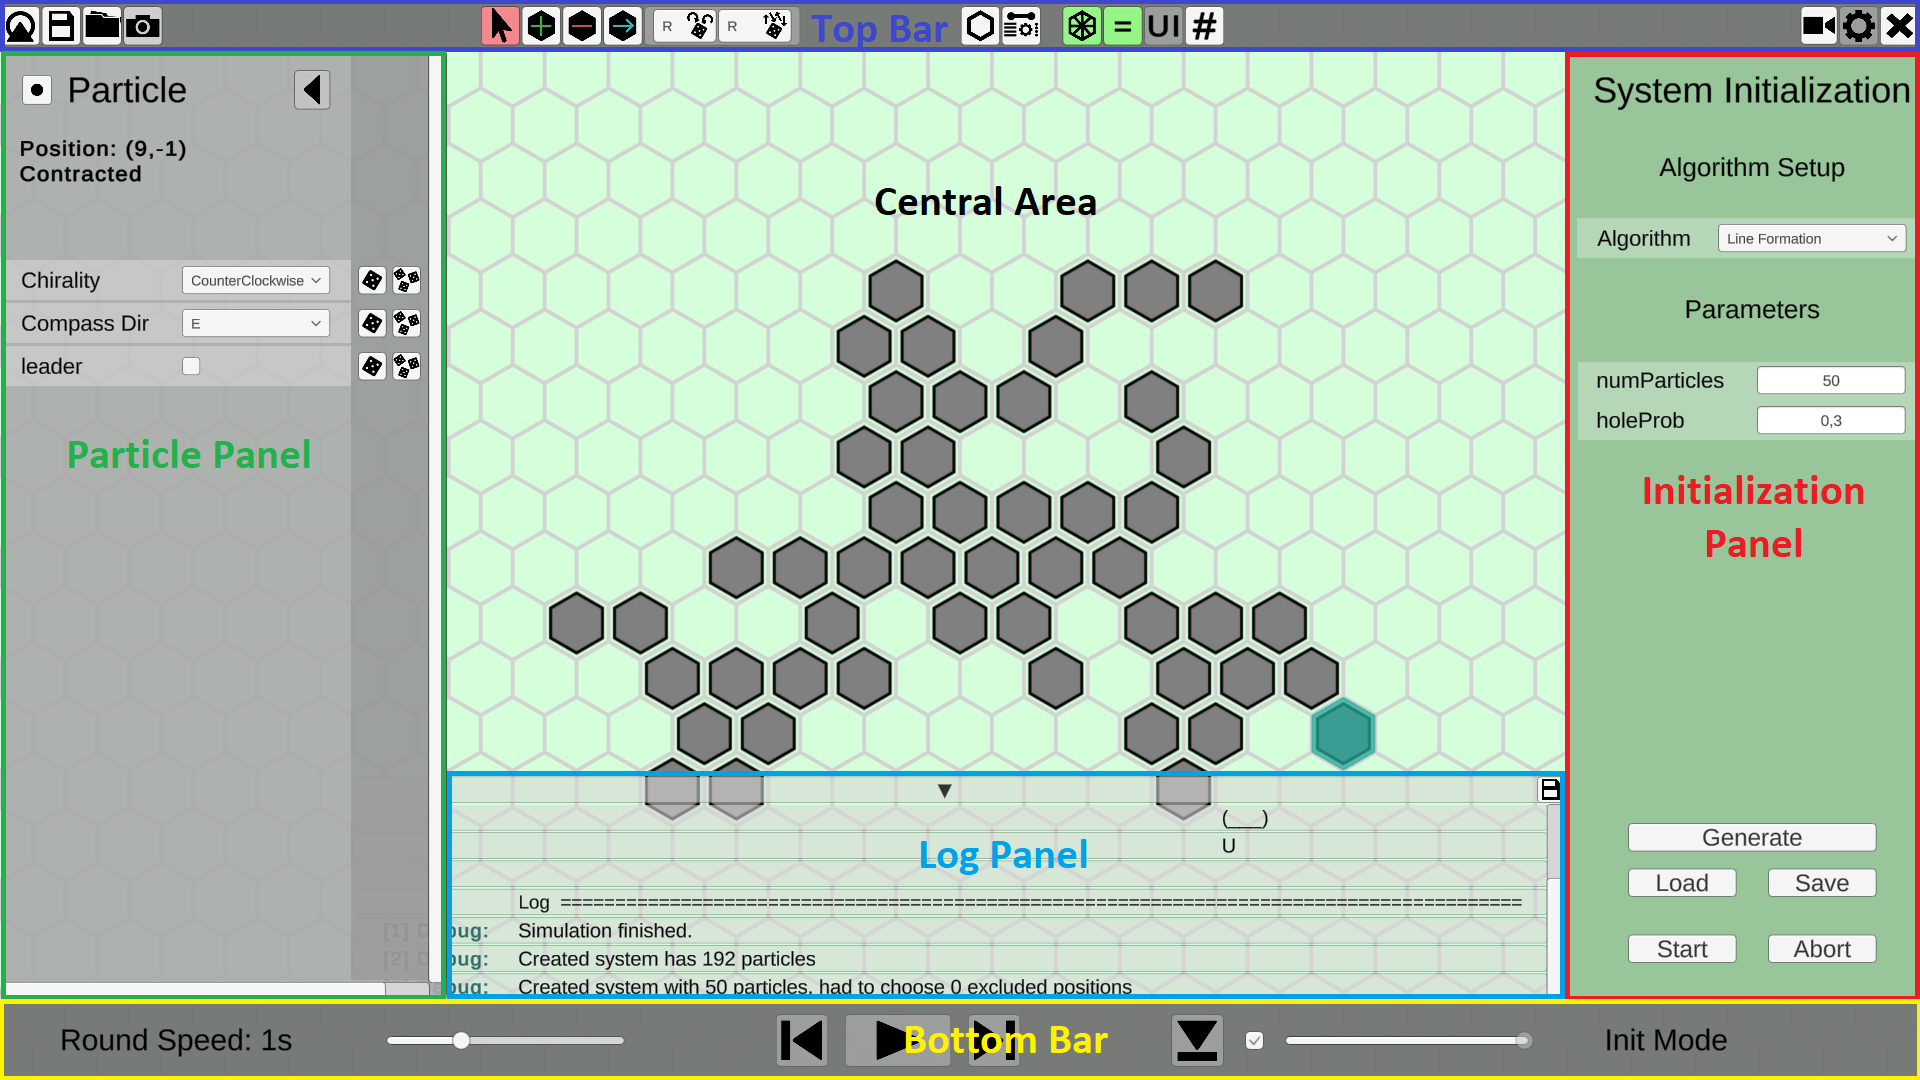 R
R
Top Bar
=
UI
#
Particle
Position: (9,-1)
Contracted
Chirality
CounterClockwise
Compass Dir
E
leader
Particle Panel
Central Area
System Initialization
Algorithm Setup
Algorithm
Line Formation
Parameters
numParticles
50
holeProb
0,3
Initialization
Panel
Generate
Load
Save
Start
Abort
(___)
U
Log Panel
Log ====================================================================================
[1] Debug: Simulation finished.
[2] Debug: Created system has 192 particles
bug: Created system with 50 particles, had to choose 0 excluded positions
Round Speed: 1s
Bottom Bar
Init Mode